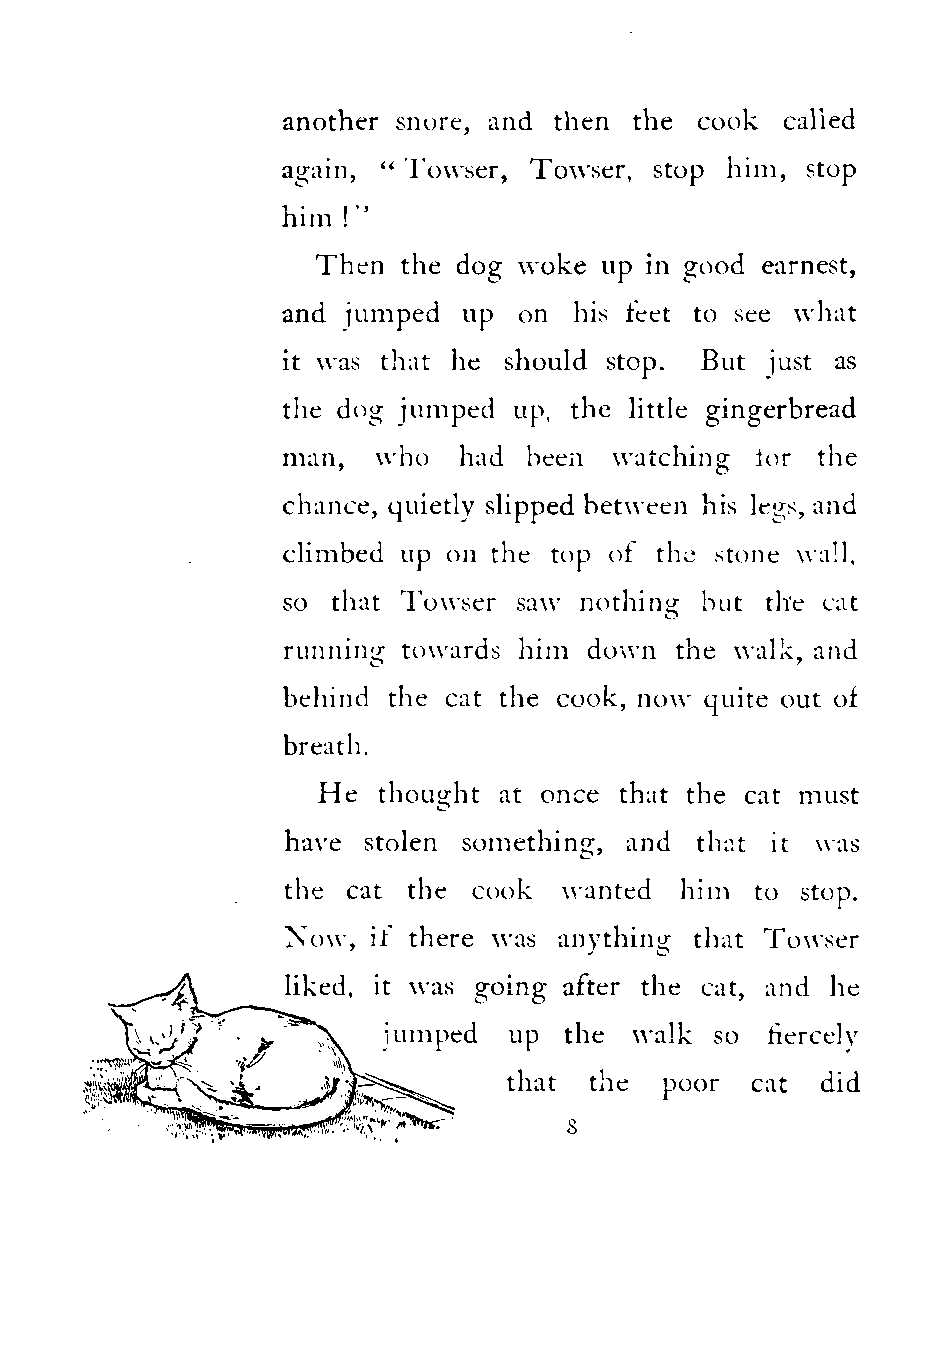 another snore, and then the cook called
again, “ Towser, Towser, stop him, stop
him !”
Then the dog woke up in good earnest,
and jumped up on his feet to see what
it was that he should stop. But just as
the dog jumped up, the little gingerbread
man, who had been watching for the
chance, quietly slipped between his legs, and
climbed up on the top of the stone wall,
so that Towser saw nothing but the cat
running towards him down the walk, and
behind the cat the cook, now quite out of
breath.
He thought at once that the cat must
have stolen something, and that it was
the cat the cook wanted him to stop.
Now, if there was anything that Towser
liked, it was going after the cat, and he
jumped up the walk so fiercely
that the poor cat did
8